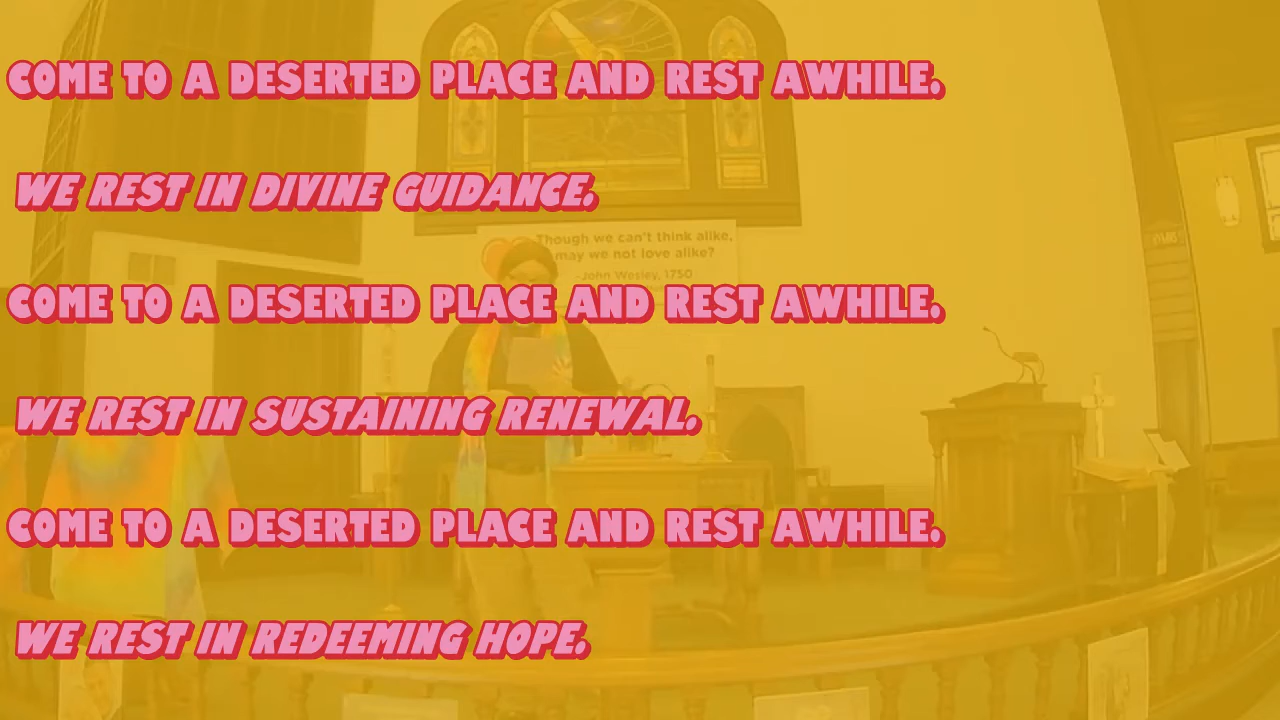 COME TO A DESERTED PLACE AND REST AWHILE.
WE REST IN DIVINE GUIDANCE.
Though we can't think alike,
may we not love alike?
-John Wesley, 1750
COME TO A DESERTED PLACE AND REST AWHILE.
WE REST IN SUSTAINING RENEWAL.
COME TO A DESERTED PLACE AND REST AWHILE.
WE REST IN REDEEMING HOPE.